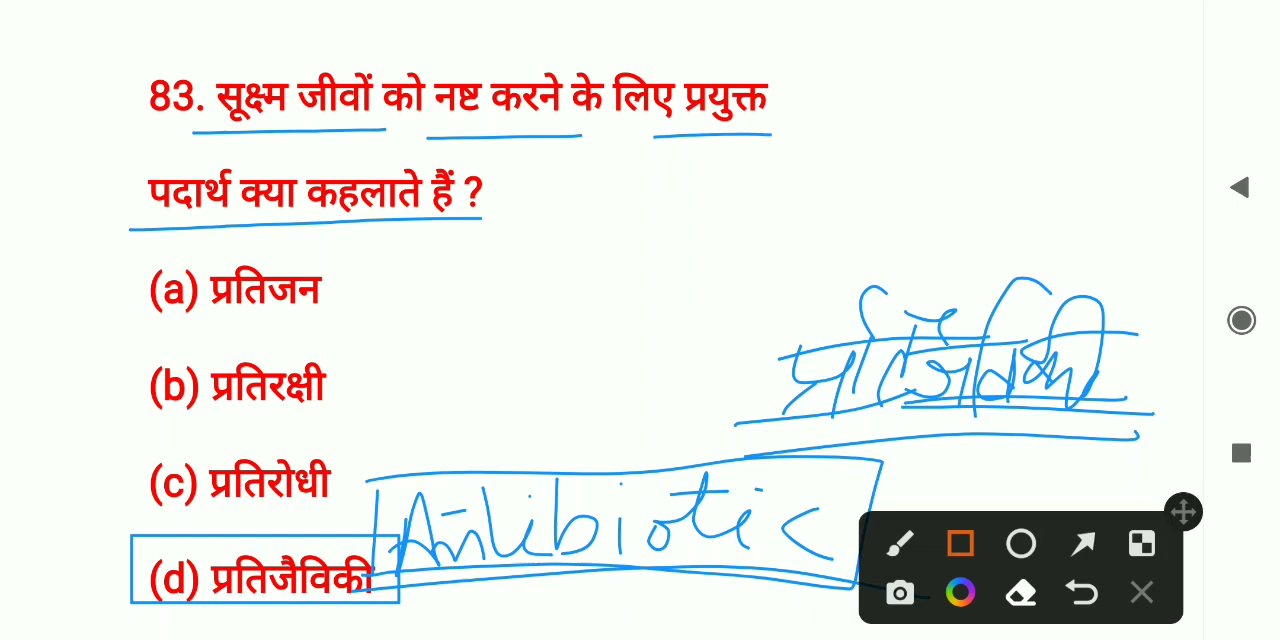 83. सूक्ष्म जीवों को नष्ट करने के लिए प्रयुक्त
पदार्थ क्या कहलाते हैं ?
(a) प्रतिजन
(b) प्रतिरक्षी
(c) प्रतिरोधी
(d) प्रतिजैविकी
प्रतिजैविकी
Antibiotic